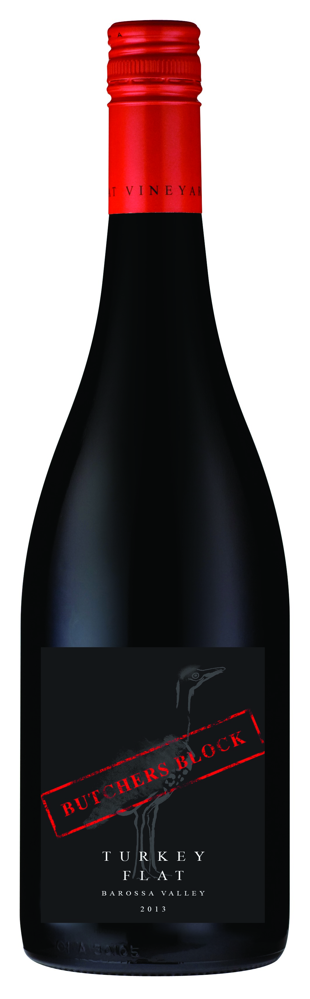 A
AT VINEYAR
BUTCHERS BLOCK
TURKEY
FLAT
BAROSSA VALLEY
2013